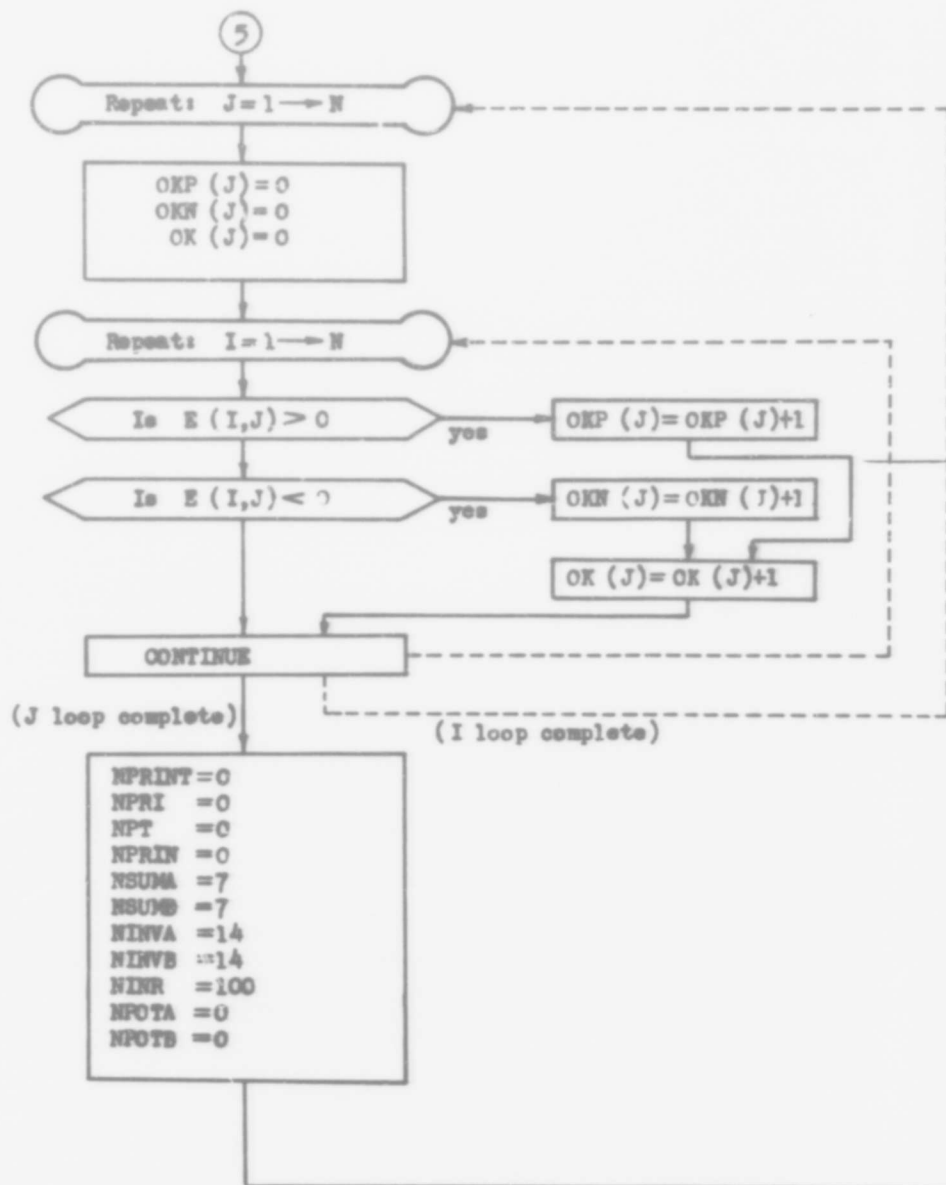 5
Repeat: J=1→N
OKP (J)=0
OKN (J)=0
OK (J)=0
Repeat: I=1→N
Is E (I,J)>0
yes
OKP (J)=OKP (J)+1
Is E (I,J)<0
yes
OKN (J)=OKN (J)+1
OK (J)=OK (J)+1
CONTINUE
(J loop complete)
(I loop complete)
NPRINT=0
NPRI =0
NPT =0
NPRIN =0
NSUMA =7
NSUMB =7
NINVA =14
NINVB =14
NINR =100
NPOTA =0
NPOTB =0